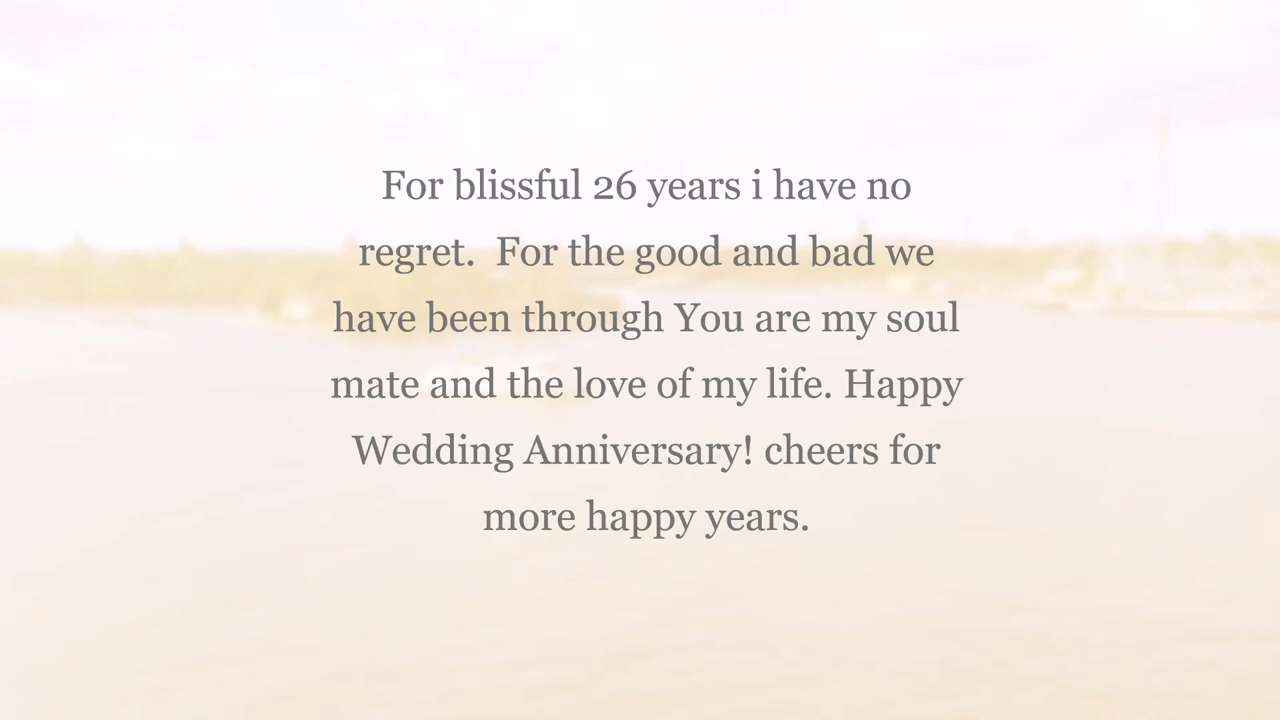 For blissful 26 years i have no
regret.  For the good and bad we
have been through You are my soul
mate and the love of my life. Happy
Wedding Anniversary! cheers for
more happy years.